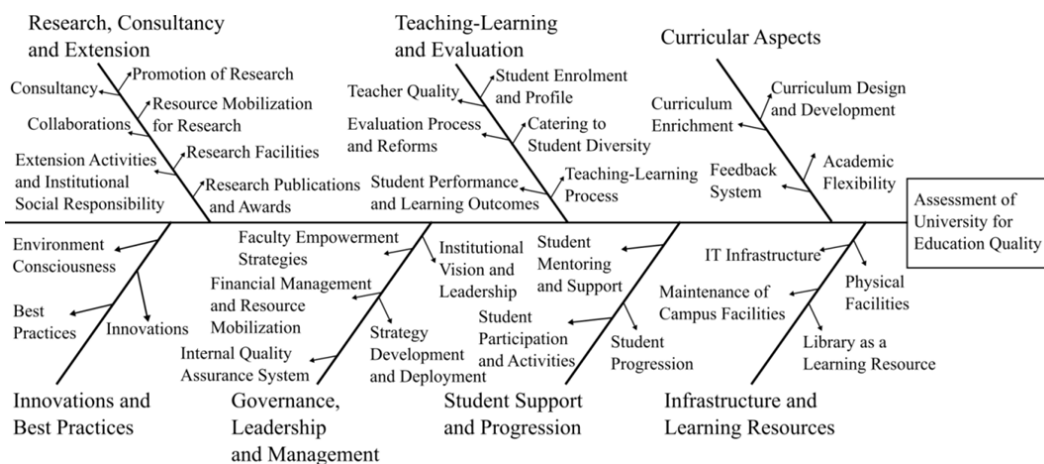 Research, Consultancy
and Extension
Consultancy
Promotion of Research
Collaborations
Resource Mobilization
for Research
Extension Activities
and Institutional
Social Responsibility
Research Facilities
Research Publications
and Awards
Teaching-Learning
and Evaluation
Teacher Quality
Student Enrolment
and Profile
Evaluation Process
and Reforms
Catering to
Student Diversity
Student Performance
and Learning Outcomes
Teaching-Learning
Process
Curricular Aspects
Curriculum
Enrichment
Curriculum Design
and Development
Feedback
System
Academic
Flexibility
Assessment of
University for
Education Quality
Environment
Consciousness
Best
Practices
Innovations
Innovations and
Best Practices
Faculty Empowerment
Strategies
Institutional
Vision and
Leadership
Financial Management
and Resource
Mobilization
Strategy
Development
and Deployment
Internal Quality
Assurance System
Governance,
Leadership
and Management
Student
Mentoring
and Support
Student
Participation
and Activities
Student
Progression
Student Support
and Progression
IT Infrastructure
Physical
Facilities
Maintenance of
Campus Facilities
Library as a
Learning Resource
Infrastructure and
Learning Resources